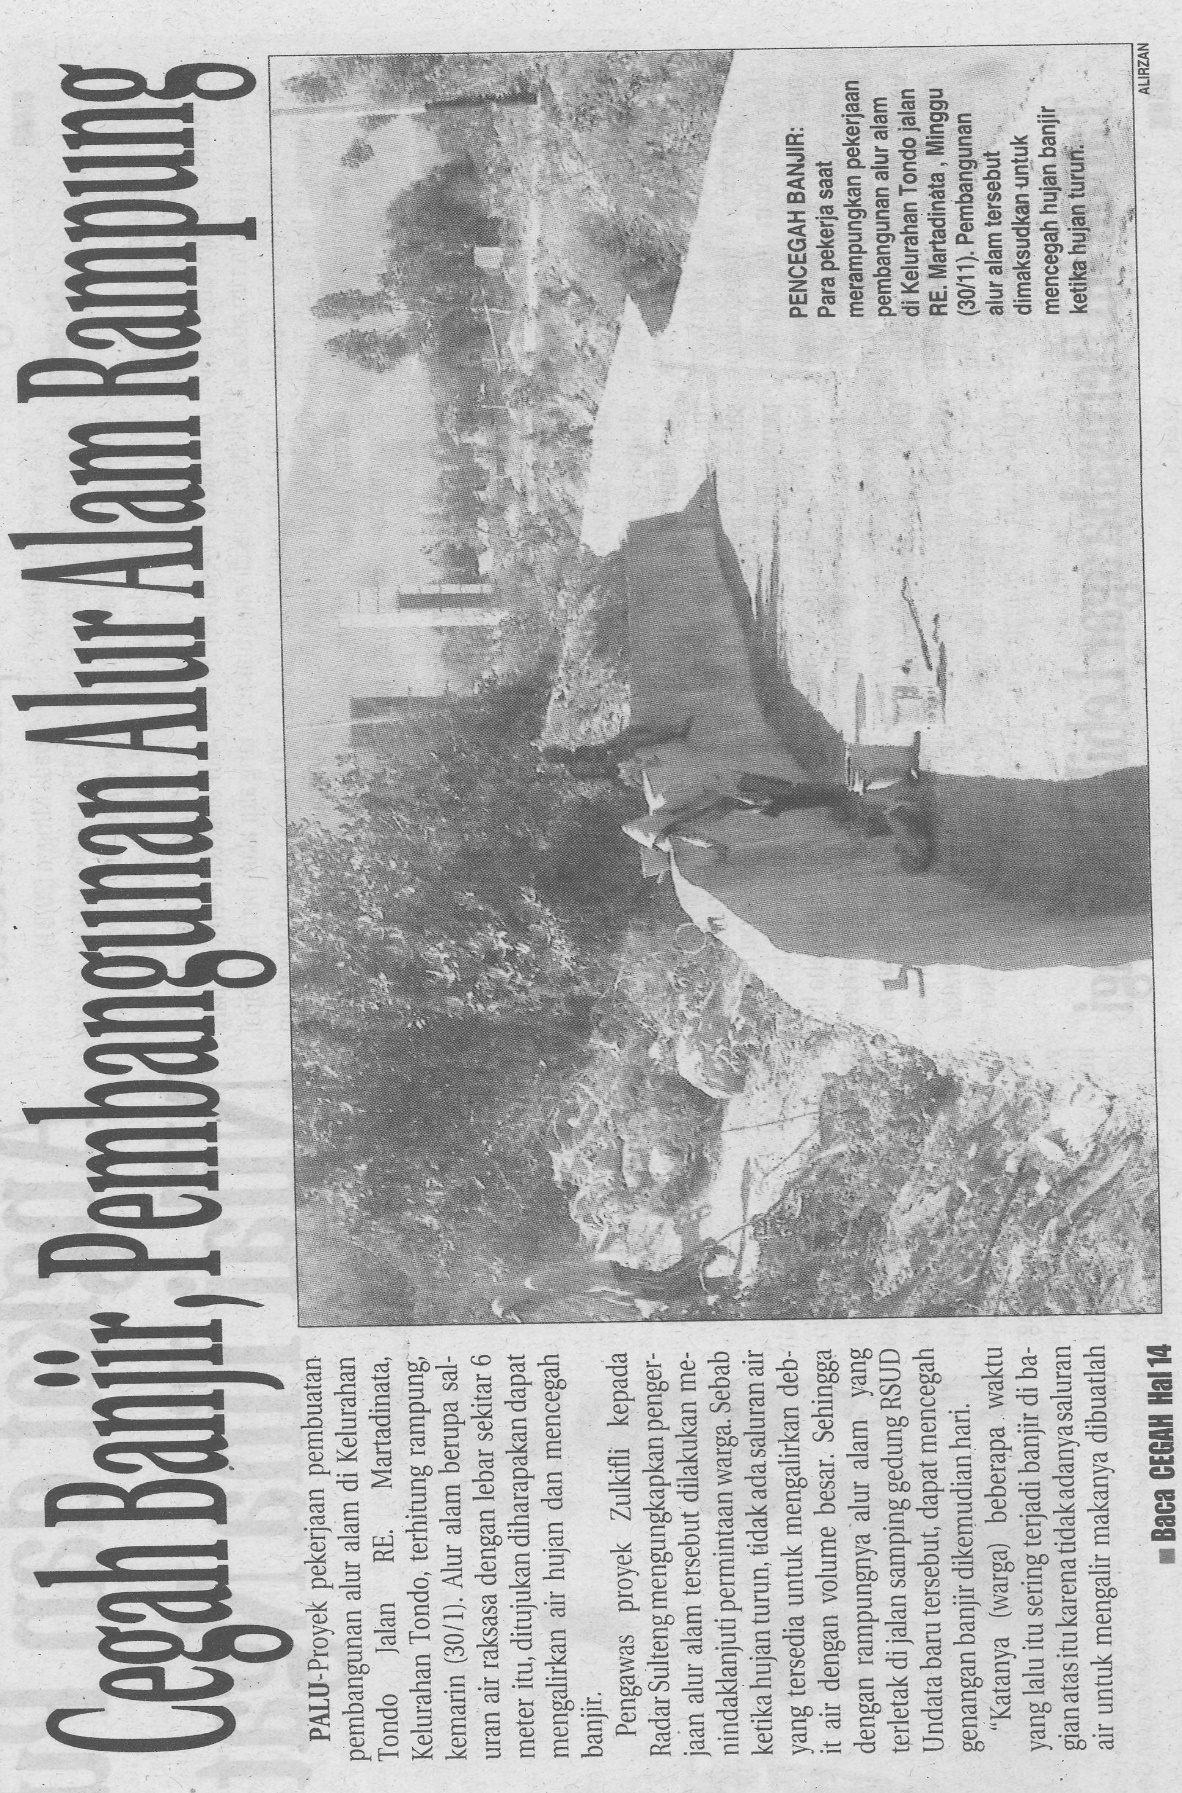 Cegah Banjir, Pembangunan Alur Alam Rampung
PALU-Proyek pekerjaan pembuatan
pembangunan alur alam di Kelurahan
Tondo Jalan RE. Martadinata,
Kelurahan Tondo, terhitung rampung,
kemarin (30/1). Alur alam berupa sal-
uran air raksasa dengan lebar sekitar 6
meter itu, ditujukan diharapakan dapat
mengalirkan air hujan dan mencegah
banjir.
Pengawas proyek Zulkifli kepada
Radar Sulteng mengungkapkan penger-
jaan alur alam tersebut dilakukan me-
nindaklanjuti permintaan warga. Sebab
ketika hujan turun, tidak ada saluran air
yang tersedia untuk mengalirkan deb-
it air dengan volume besar. Sehingga
dengan rampungnya alur alam yang
terletak di jalan samping gedung RSUD
Undata baru tersebut, dapat mencegah
genangan banjir dikemudian hari.
“Katanya (warga) beberapa waktu
yang lalu itu sering terjadi banjir di ba-
gian atas itu karena tidak adanya saluran
air untuk mengalir makanya dibuatlah
■ Baca CEGAH Hal 14
PENCEGAH BANJIR:
Para pekerja saat
merampungkan pekerjaan
pembangunan alur alam
di Kelurahan Tondo jalan
RE. Martadinata , Minggu
(30/11). Pembangunan
alur alam tersebut
dimaksudkan untuk
mencegah hujan banjir
ketika hujan turun.
ALIRZAN